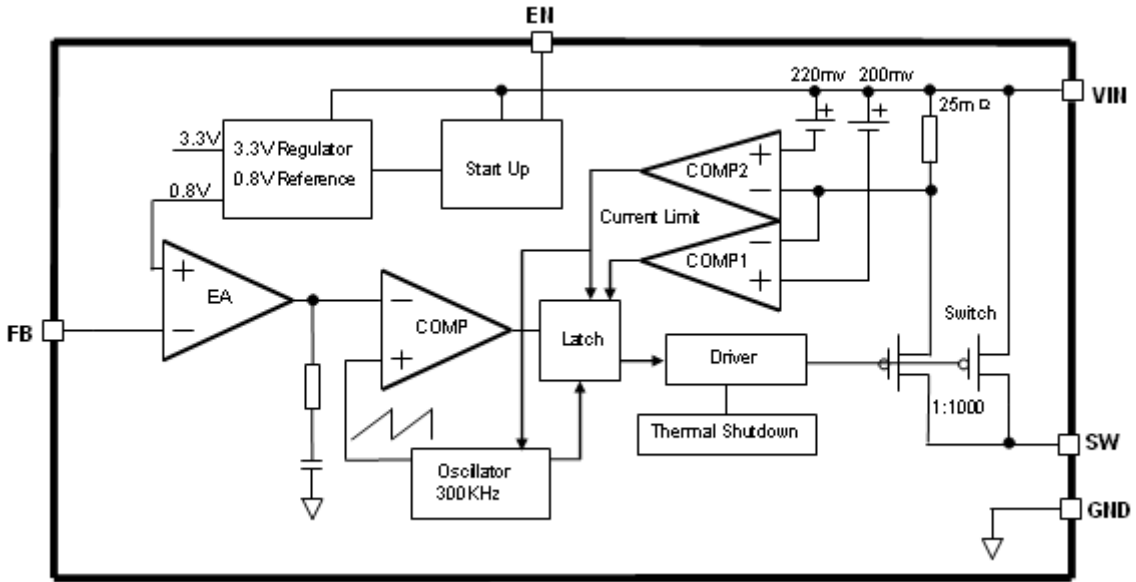 EN
220mv 200mv
VIN
25m Ω
3.3V
3.3V Regulator
0.8V Reference
Start Up
+
+
+
COMP2
−
0.8V
Current Limit
−
COMP1
+
+
EA
−
FB
−
COMP
+
Latch
Switch
Driver
1:1000
Thermal Shutdown
SW
Oscillator
300KHz
GND